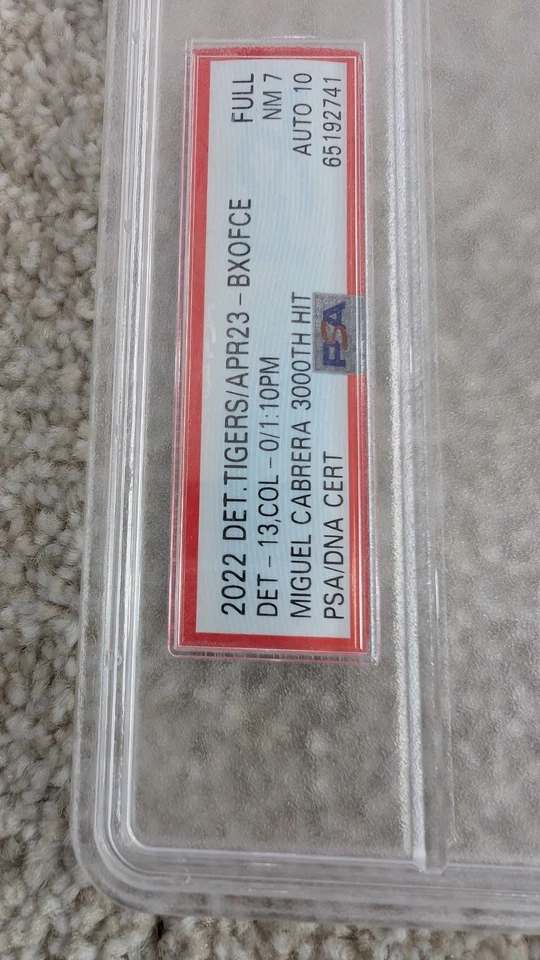 2022 DET.TIGERS/APR23-BXOFCE FULL
DET-13,COL-0/1:10PM NM 7
MIGUEL CABRERA 3000TH HIT AUTO 10
PSA/DNA CERT 65192741
PSA